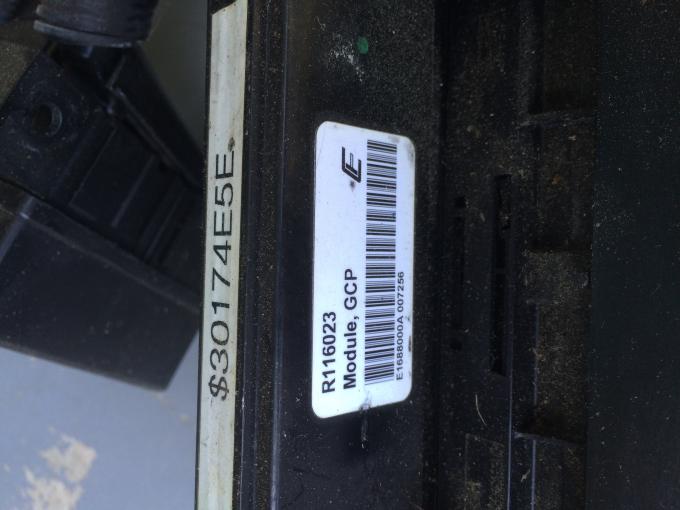 $30174E5E
R116023
Module, GCP
E1688000A 007256